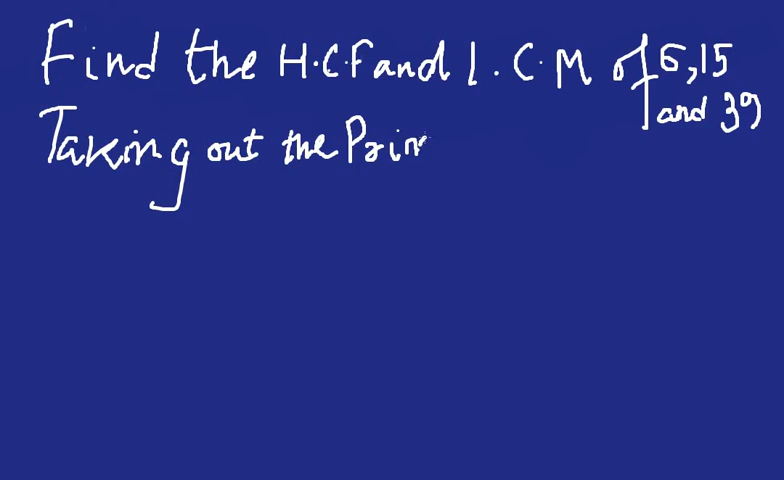 Find the H.C.F and L.C.M of 6,15
and 39
Taking out the Prim